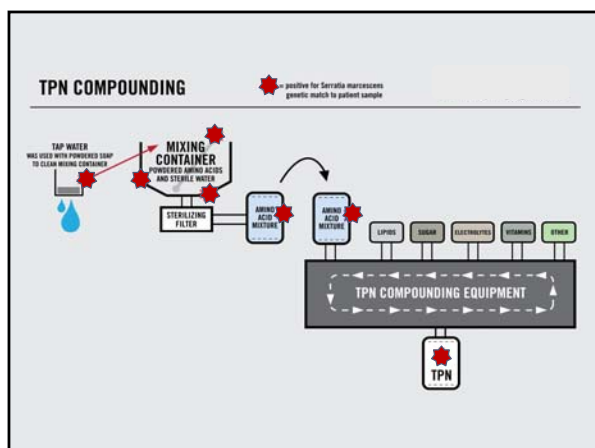 TPN COMPOUNDING
= positive for Serratia marcescens
genetic match to patient sample
TAP WATER
WAS USED WITH POWDERED SOAP
TO CLEAN MIXING CONTAINER
MIXING
CONTAINER
POWDERED AMINO ACIDS
AND STERILE WATER
STERILIZING
FILTER
AMINO
ACID
MIXTURE
AMINO
ACID
MIXTURE
LIPIDS
SUGAR
ELECTROLYTES
VITAMINS
OTHER
TPN COMPOUNDING EQUIPMENT
TPN